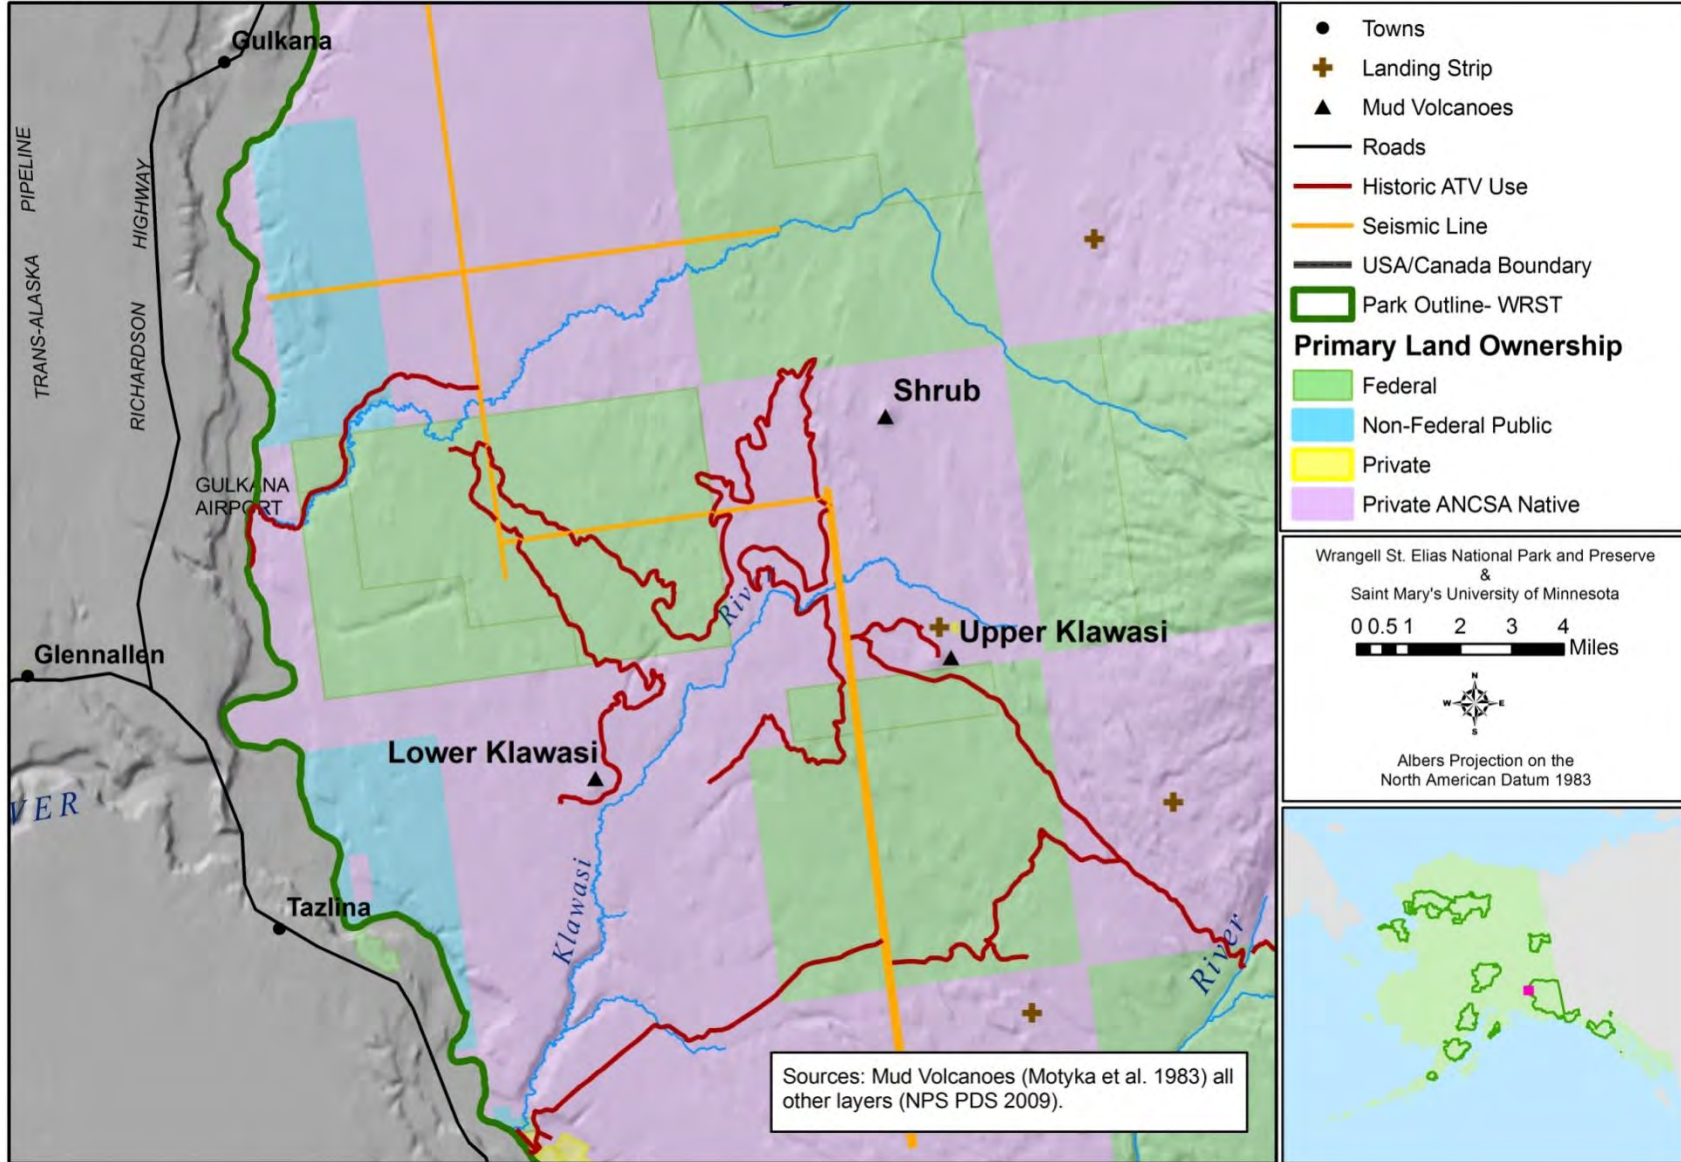 Gulkana
TRANS-ALASKA PIPELINE
RICHARDSON HIGHWAY
GULKANA
AIRPORT
Shrub
River
Glennallen
Upper Klawasi
Lower Klawasi
VER
Klawasi
Tazlina
River
Sources: Mud Volcanoes (Motyka et al. 1983) all
other layers (NPS PDS 2009).
Towns
Landing Strip
Mud Volcanoes
Roads
Historic ATV Use
Seismic Line
USA/Canada Boundary
Park Outline- WRST
Primary Land Ownership
Federal
Non-Federal Public
Private
Private ANCSA Native
Wrangell St. Elias National Park and Preserve
&
Saint Mary's University of Minnesota
0 0.5 1 2 3 4
Miles
N
W E
S
Albers Projection on the
North American Datum 1983